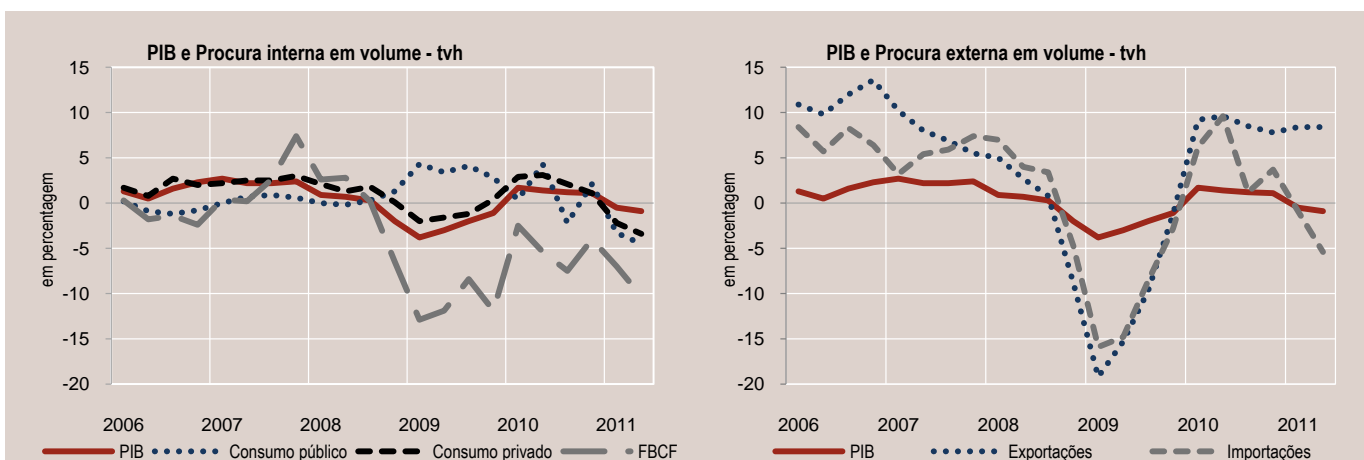 PIB e Procura interna em volume - tvh
15
10
5
0
-5
-10
-15
-20
em percentagem
2006 2007 2008 2009 2010 2011
PIB Consumo público Consumo privado FBCF
PIB e Procura externa em volume - tvh
15
10
5
0
-5
-10
-15
-20
em percentagem
2006 2007 2008 2009 2010 2011
PIB Exportações Importações